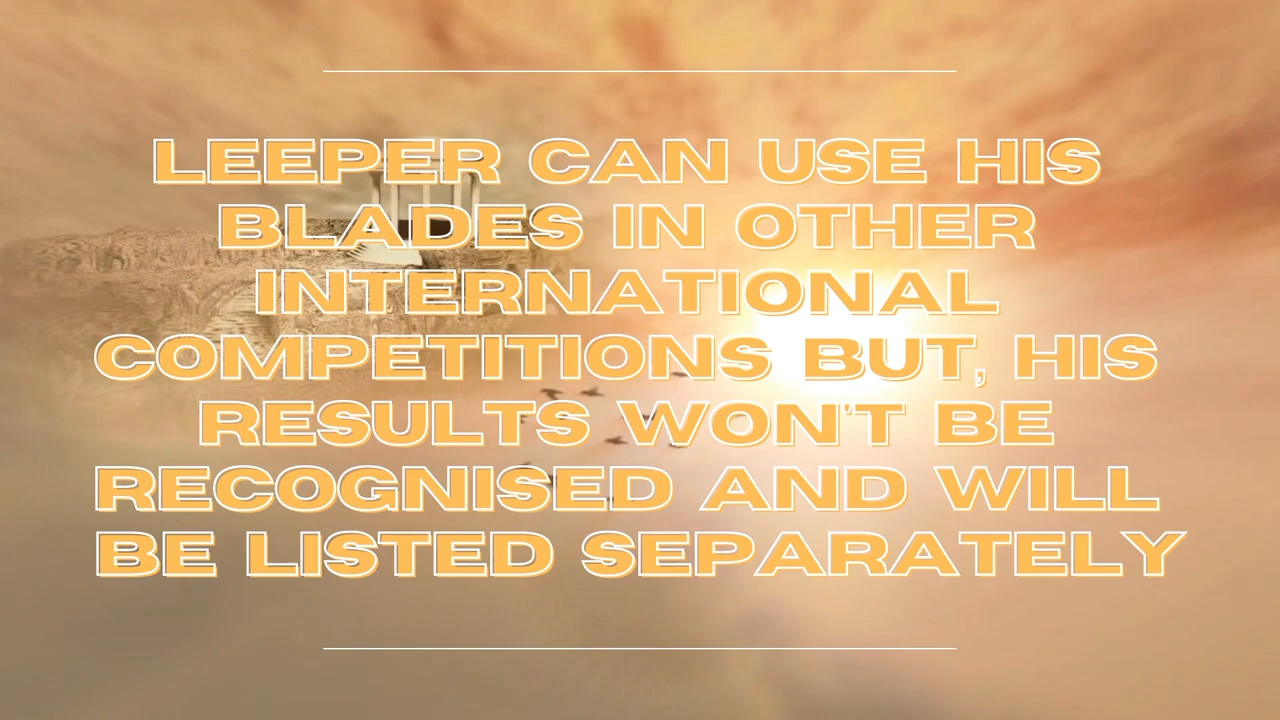 LEEPER CAN USE HIS
BLADES IN OTHER
INTERNATIONAL
COMPETITIONS BUT, HIS
RESULTS WON'T BE
RECOGNISED AND WILL
BE LISTED SEPARATELY